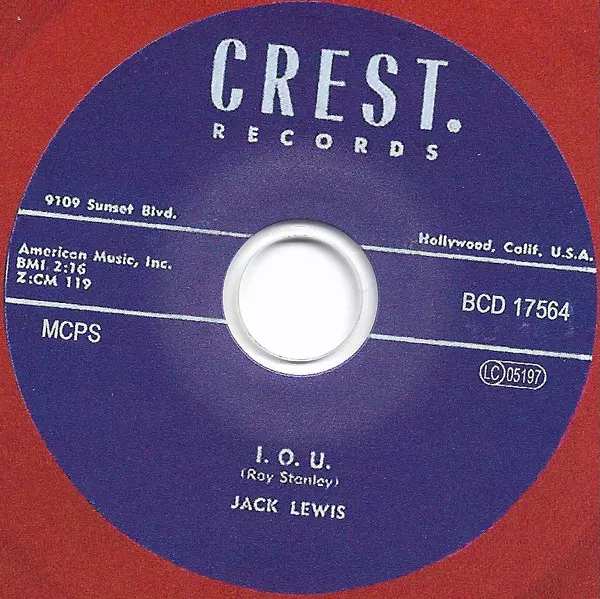 CREST.
RECORDS
9109 Sunset Blvd.
Hollywood, Calif. U.S.A.
American Music, Inc.
BMI 2:16
Z:CM 119
BCD 17564
MCPS
LC 05197
I. O. U.
(Ray Stanley)
JACK LEWIS